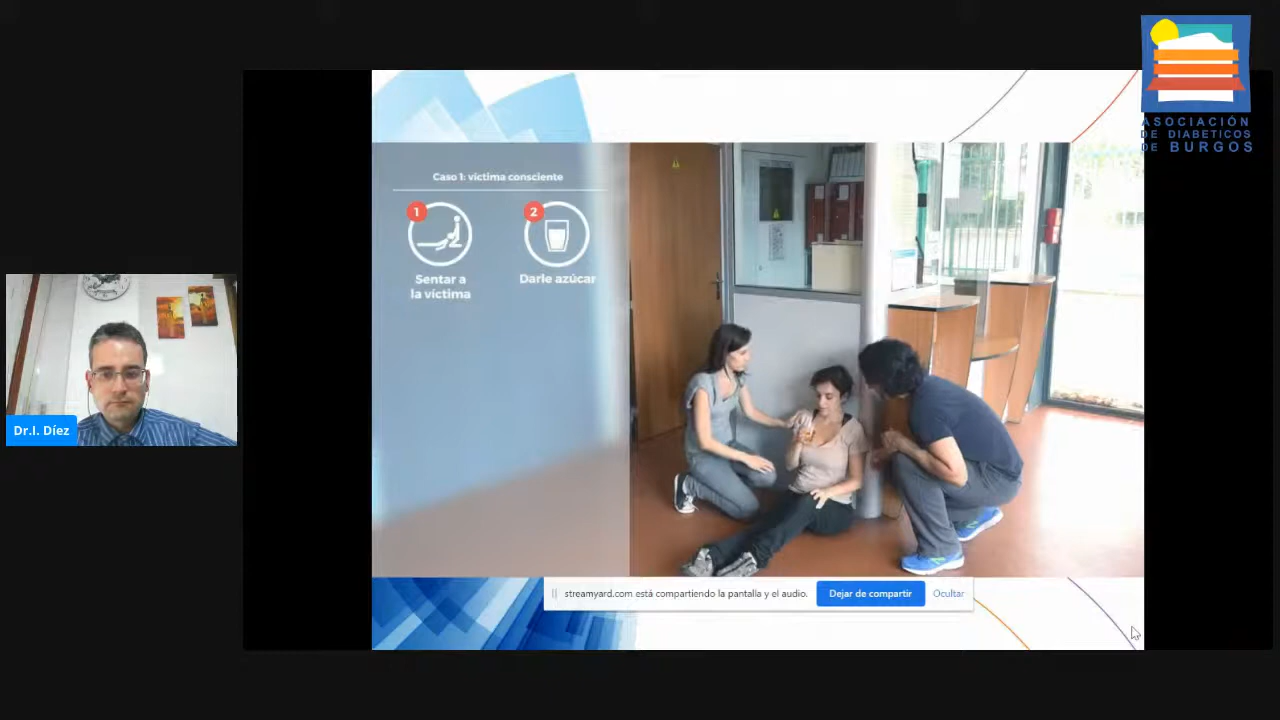 ASOCIACIÓN
DE DIABETICOS
DE BURGOS
Caso 1: víctima consciente
1
2
Sentar a
la víctima
Darle azúcar
Dr.I. Díez
streamyard.com está compartiendo la pantalla y el audio.
Dejar de compartir
Ocultar